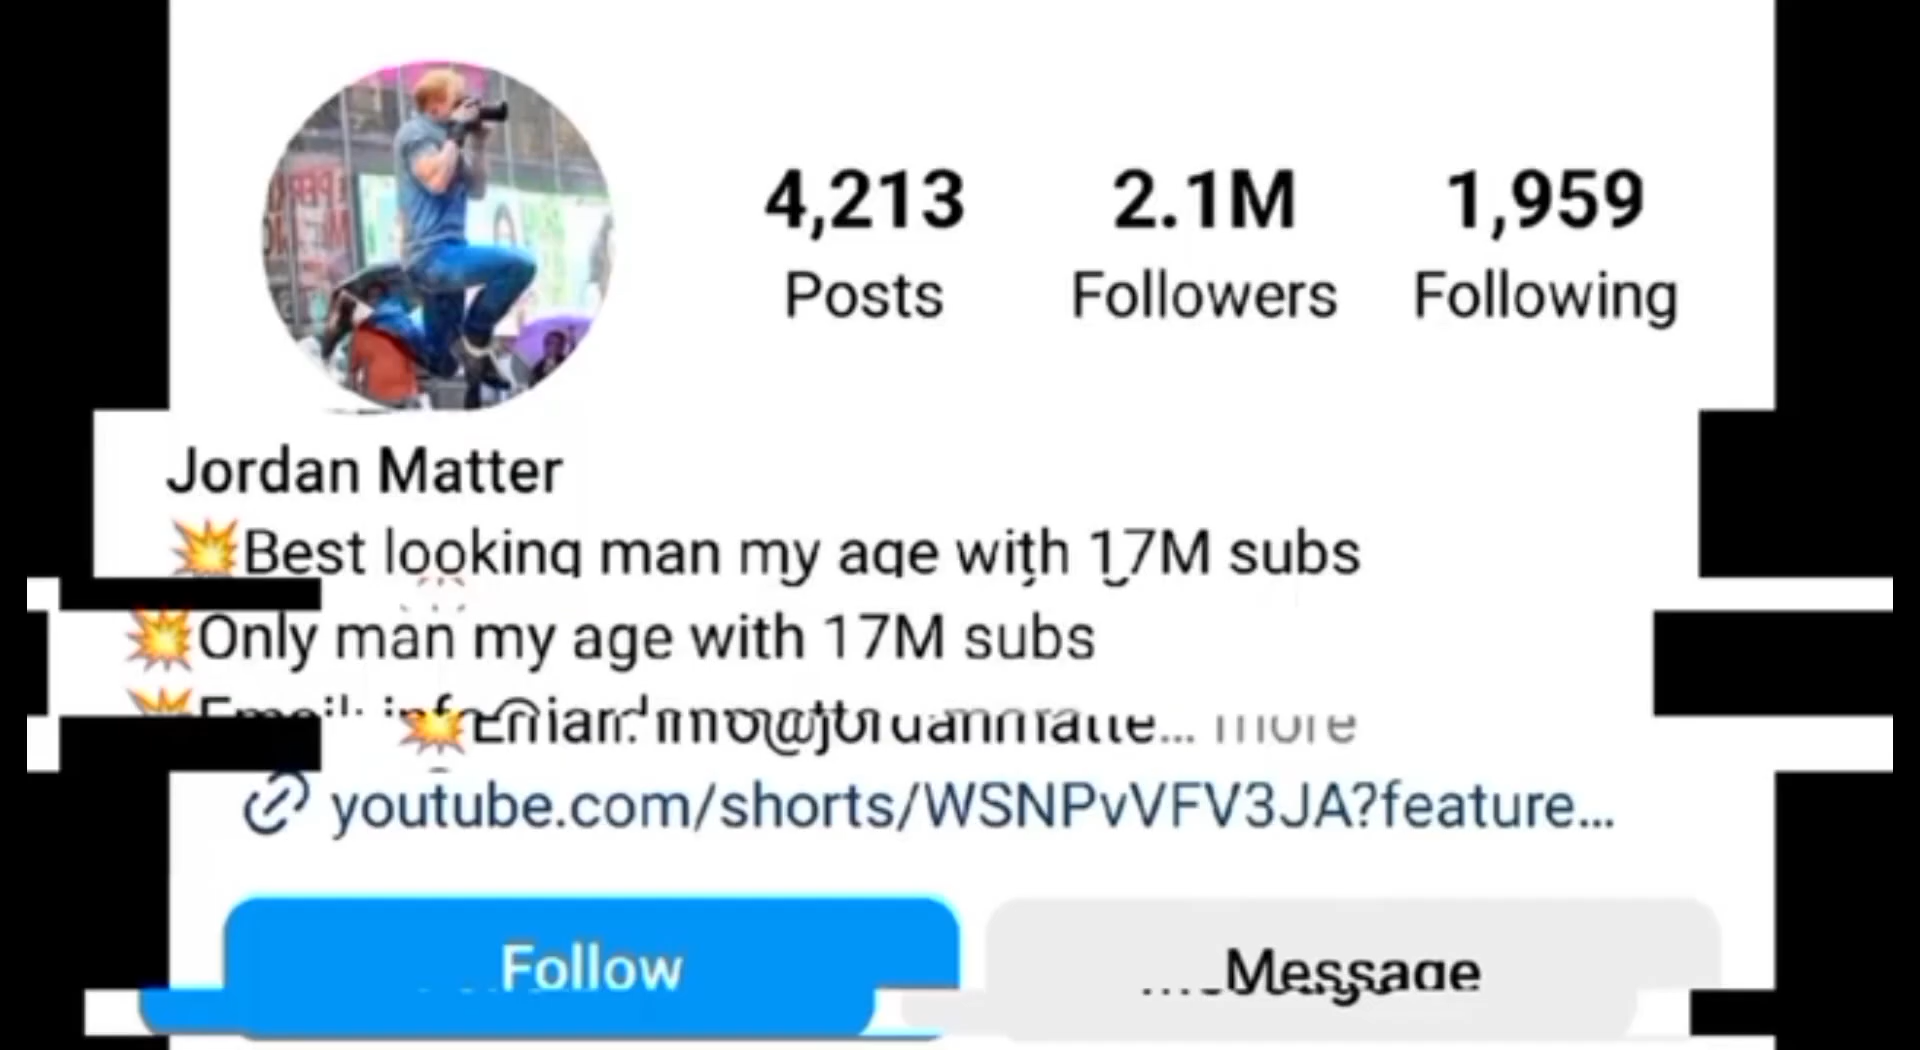 4,213 2.1M 1,959
Posts Followers Following
Jordan Matter
💥Best looking man my age with 17M subs
💥Only man my age with 17M subs
💥Email: info@jordanmatte... more
youtube.com/shorts/WSNPvVFV3JA?feature...
Follow Message